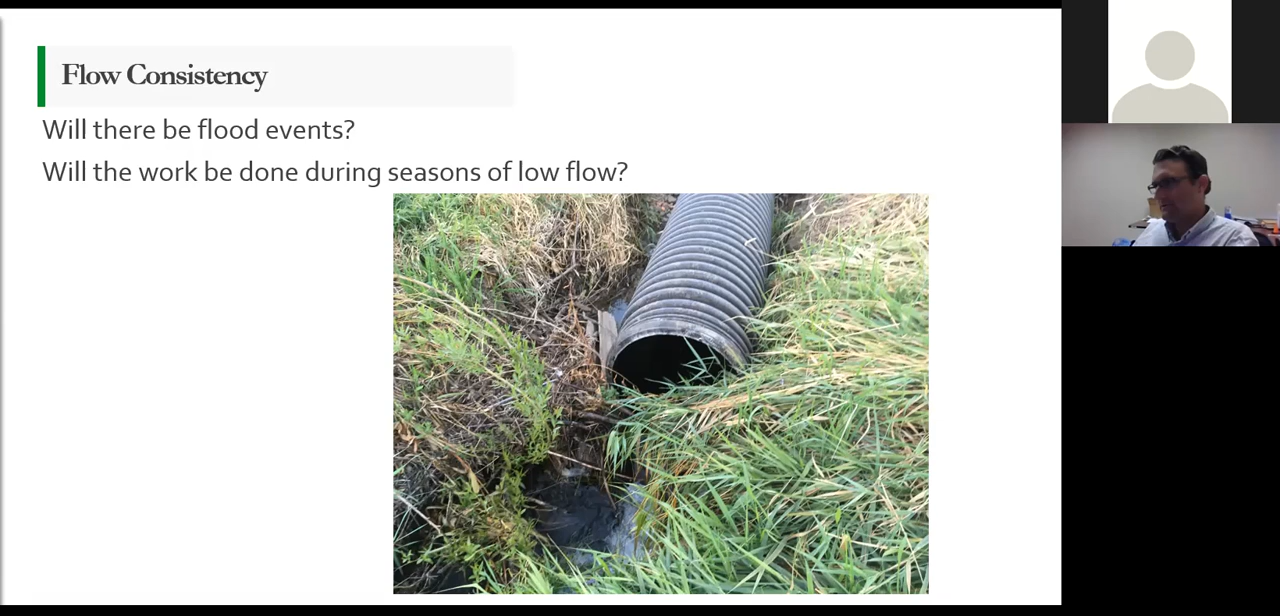 Flow Consistency
Will there be flood events?
Will the work be done during seasons of low flow?